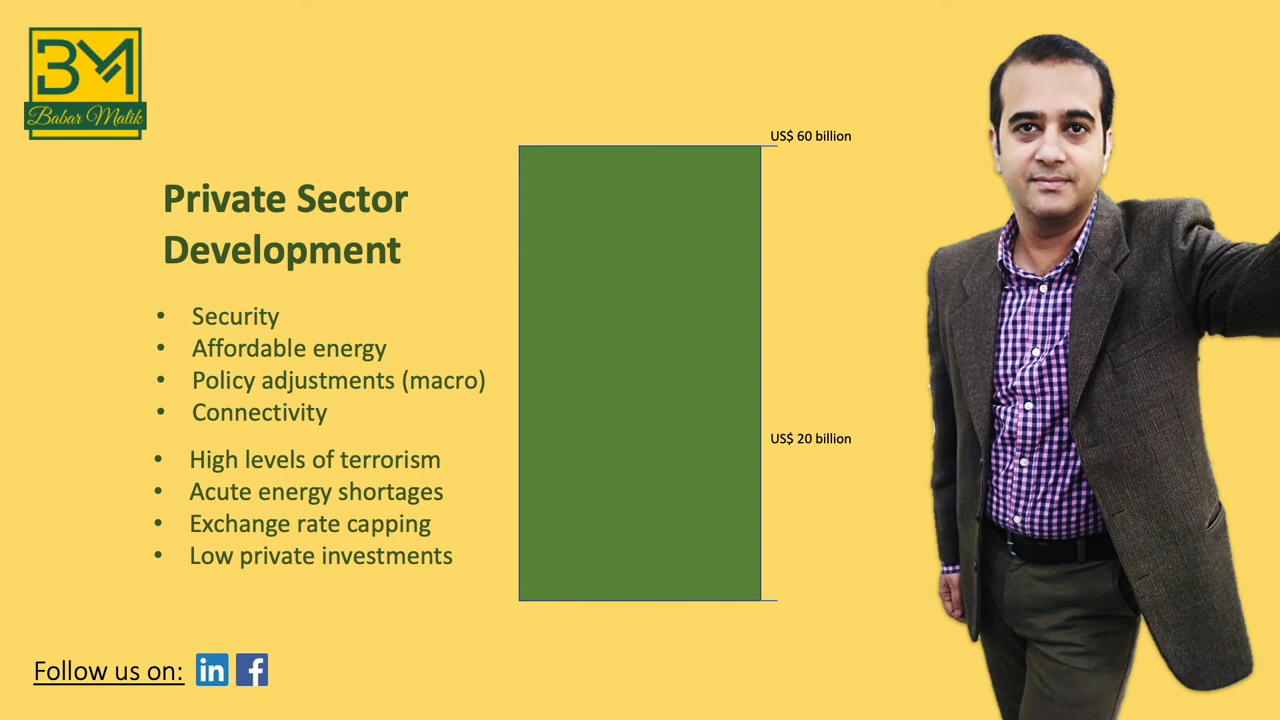 BM
Babar Malik
Private Sector
Development
• Security
• Affordable energy
• Policy adjustments (macro)
• Connectivity
• High levels of terrorism
• Acute energy shortages
• Exchange rate capping
• Low private investments
US$ 60 billion
US$ 20 billion
Follow us on: in f